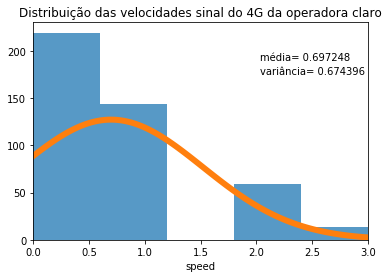 Distribuição das velocidades sinal do 4G da operadora claro
média= 0.697248
variância= 0.674396
200
150
100
50
0
0.0 0.5 1.0 1.5 2.0 2.5 3.0
speed